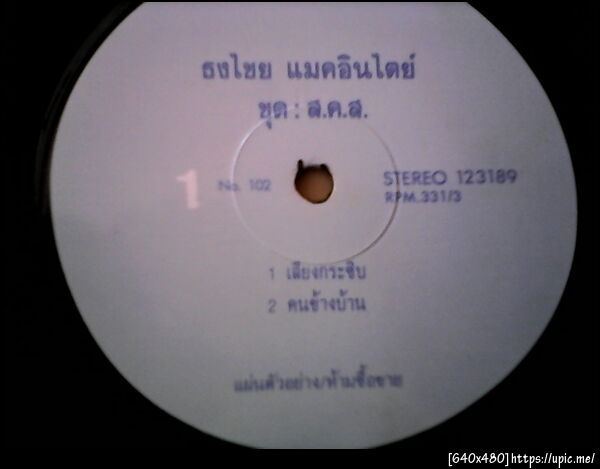 ธงไชย แมคอินไตย์
ชุด : ส.ค.ส.
1 No. 102 STEREO 123189
RPM.331/3
1 เสียงกระซิบ
2 คนข้างบ้าน
แผ่นตัวอย่าง/ห้ามซื้อขาย
[640x480]https://upic.me/